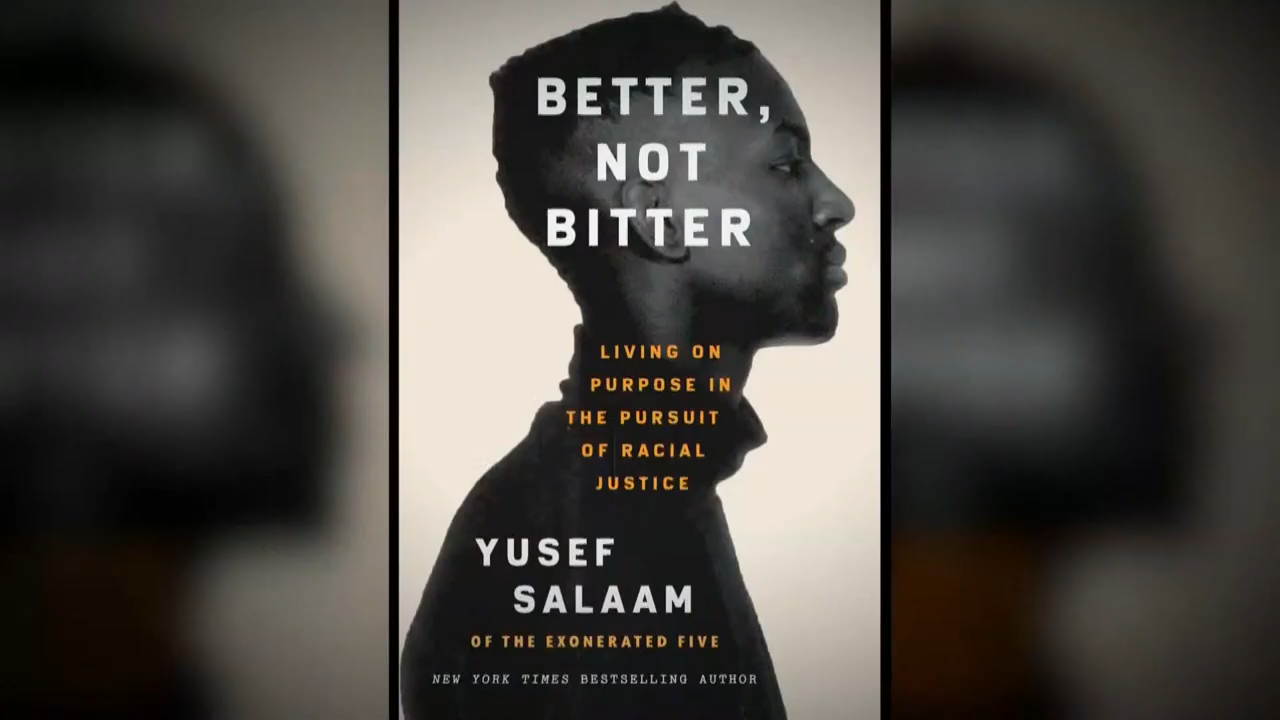 BETTER,
NOT
BITTER
LIVING ON
PURPOSE IN
THE PURSUIT
OF RACIAL
JUSTICE
YUSEF
SALAAM
OF THE EXONERATED FIVE
NEW YORK TIMES BESTSELLING AUTHOR